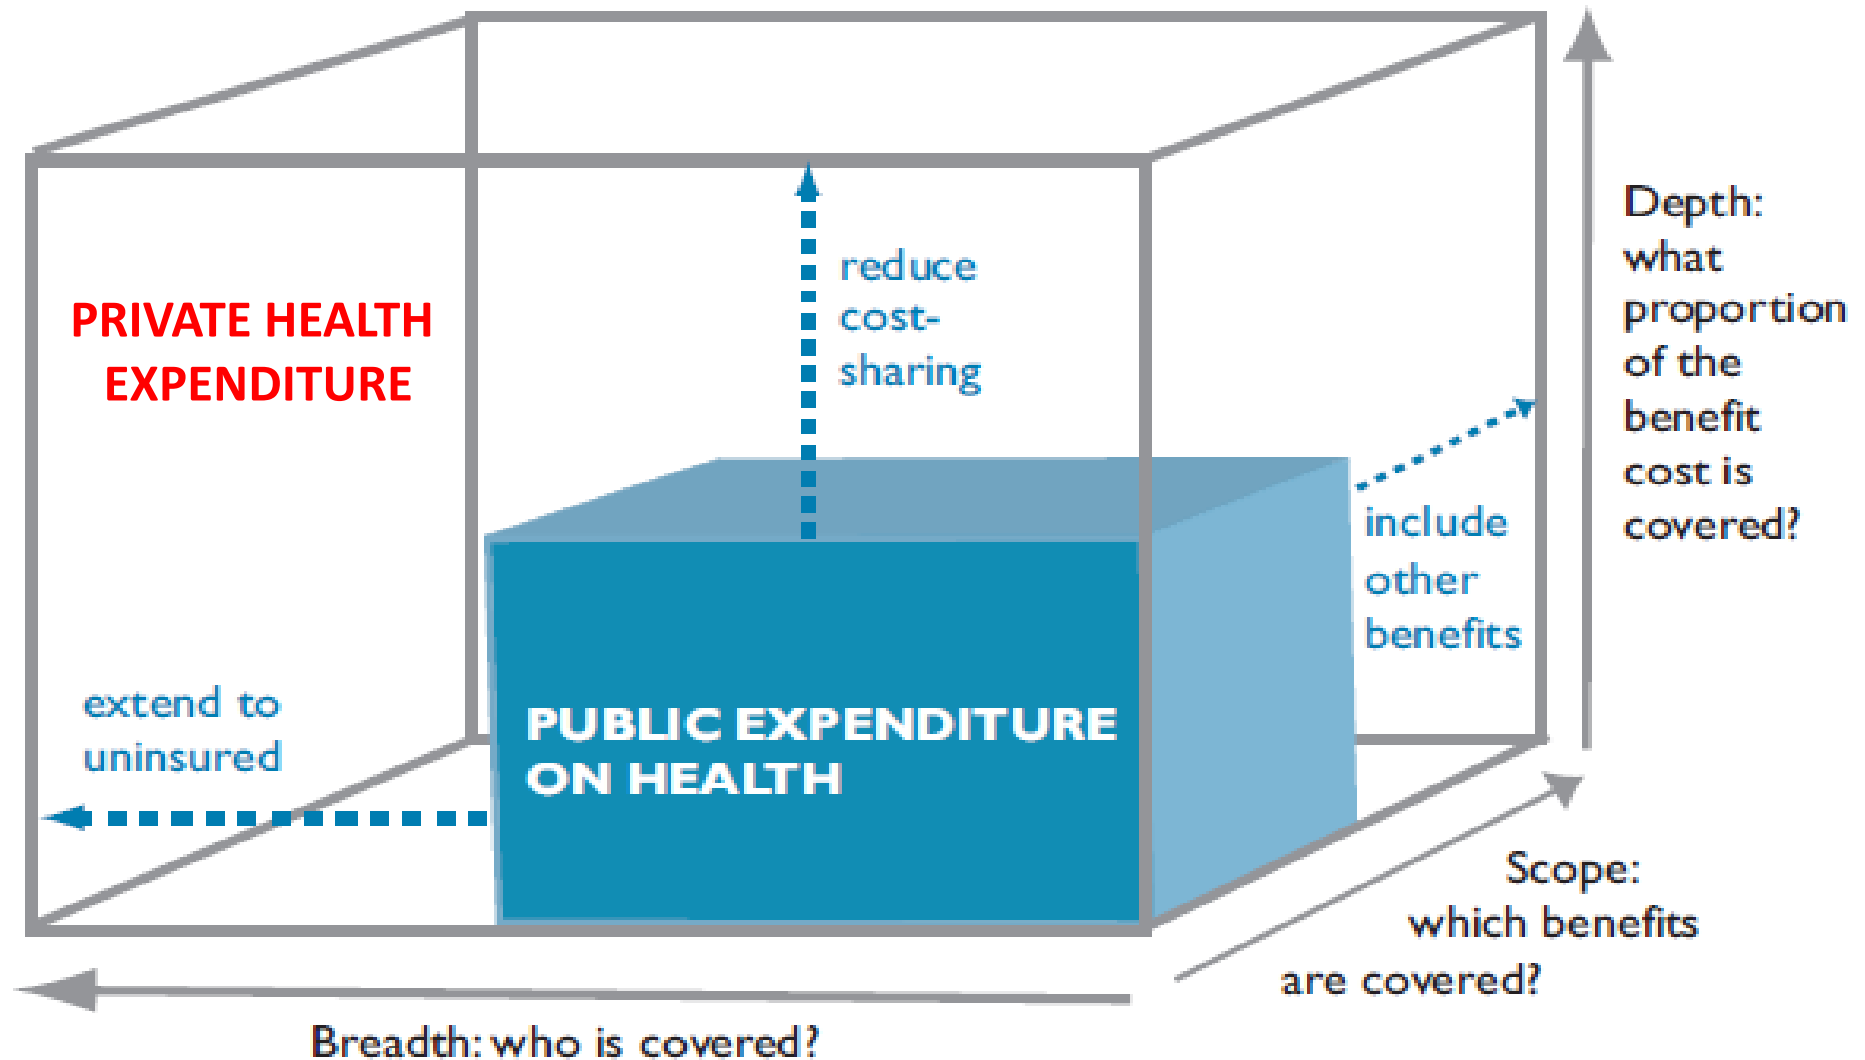 PRIVATE HEALTH
EXPENDITURE
reduce
cost-
sharing
Depth:
what
proportion
of the
benefit
cost is
covered?
include
other
benefits
extend to
uninsured
PUBLIC EXPENDITURE
ON HEALTH
Scope:
which benefits
are covered?
Breadth: who is covered?